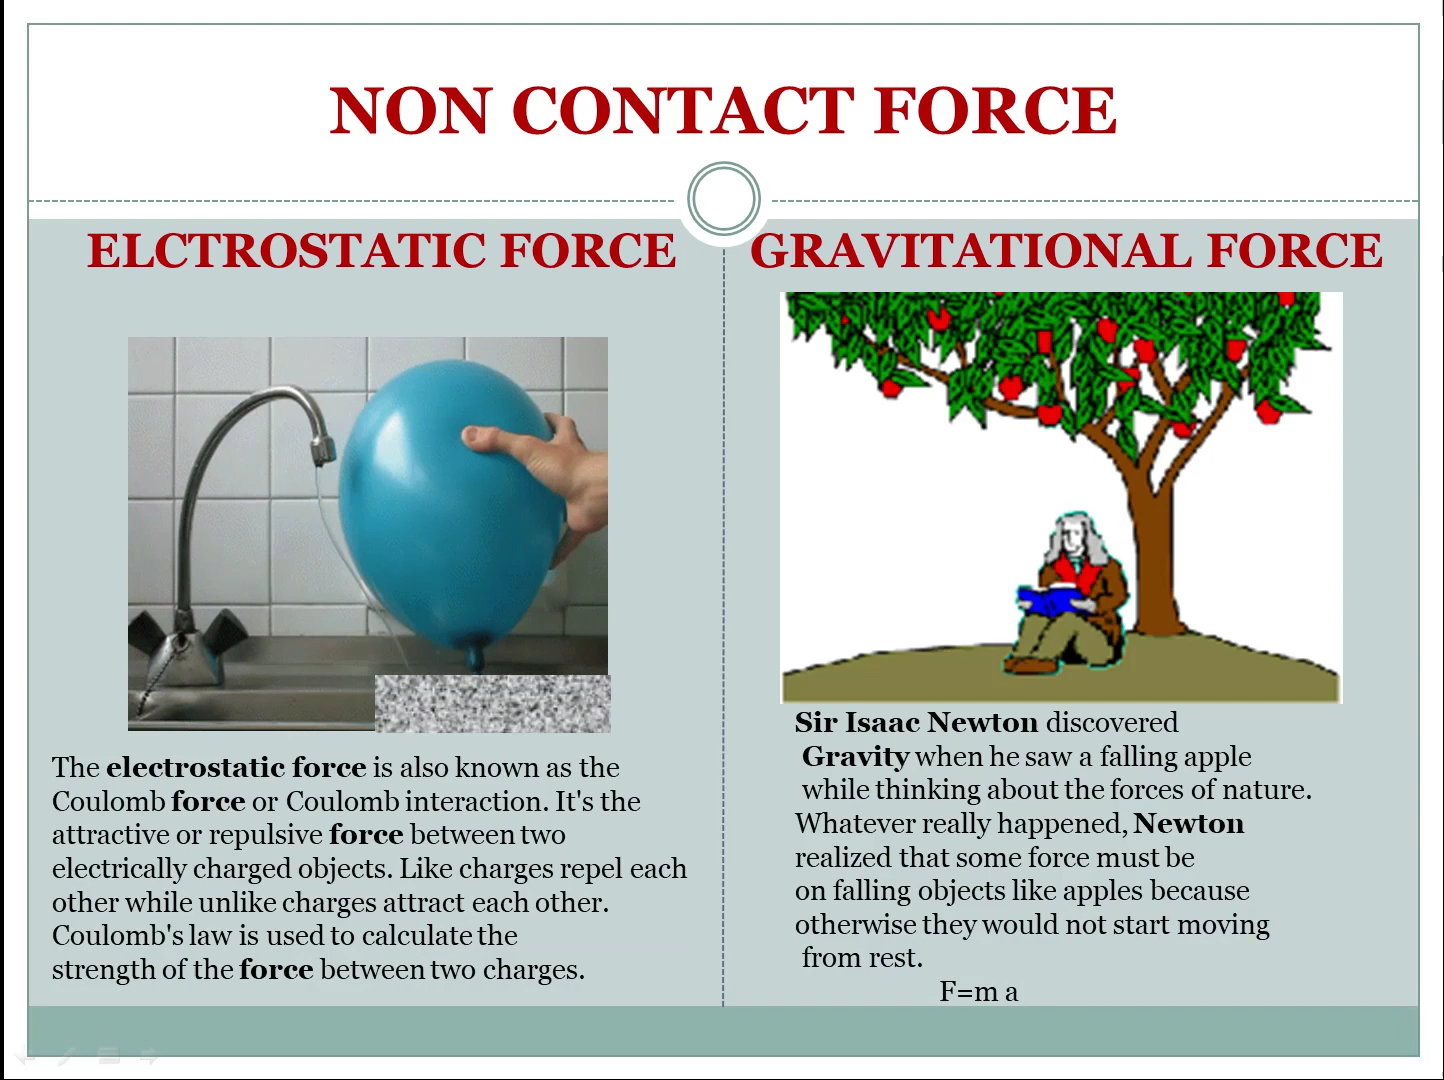 NON CONTACT FORCE
ELCTROSTATIC FORCE
The electrostatic force is also known as the
Coulomb force or Coulomb interaction. It's the
attractive or repulsive force between two
electrically charged objects. Like charges repel each
other while unlike charges attract each other.
Coulomb's law is used to calculate the
strength of the force between two charges.
GRAVITATIONAL FORCE
Sir Isaac Newton discovered
Gravity when he saw a falling apple
while thinking about the forces of nature.
Whatever really happened, Newton
realized that some force must be
on falling objects like apples because
otherwise they would not start moving
from rest.
F=m a